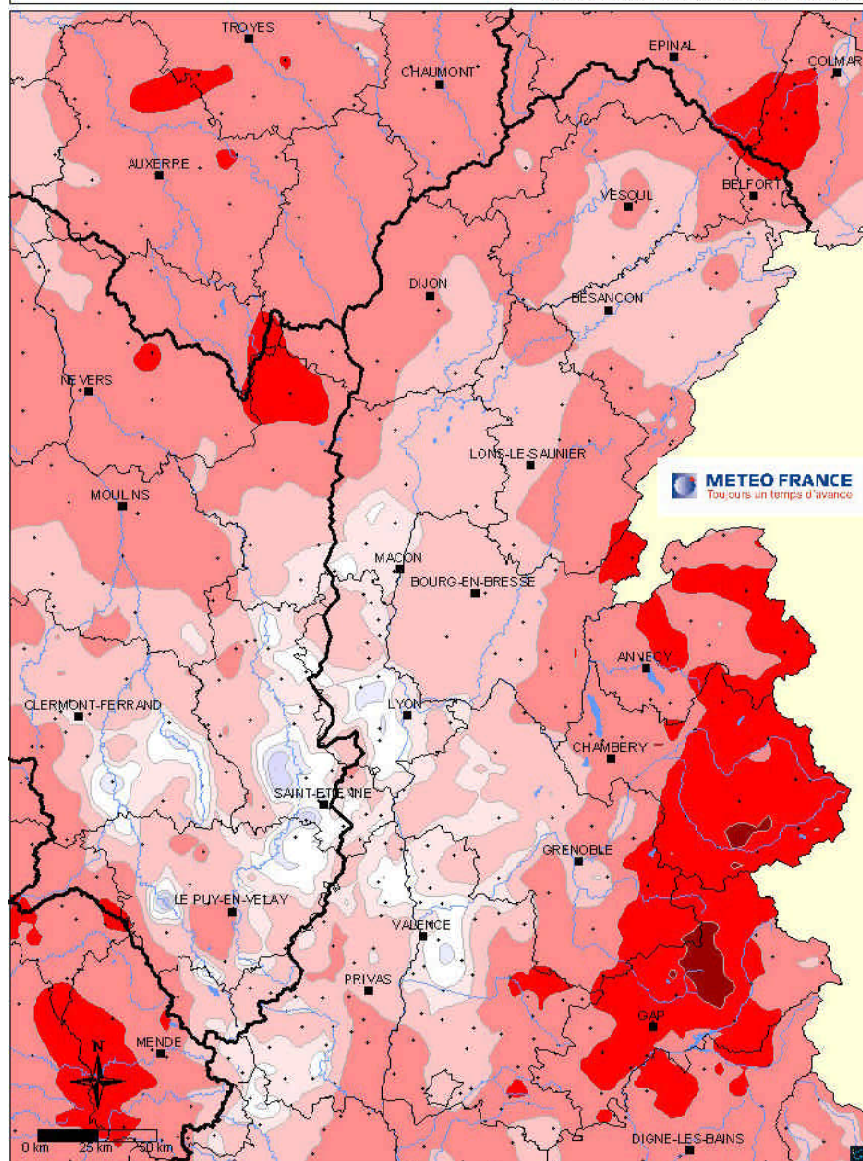 TROYES
EPINAL
CHAUMONT
COLMAR
AUXERRE
BELFORT
VESOUL
DIJON
BESANCON
NEVERS
LONS-LE-SAUNIER
METEO FRANCE
Toujours un temps d'avance
MOULINS
MACON
BOURG-EN-BRESSE
ANNECY
CLERMONT-FERRAND
LYON
CHAMBERY
SAINT-ETIENNE
GRENOBLE
LE PUY-EN-VELAY
VALENCE
PRIVAS
GAP
MENDE
N
0 km 25 km 50 km
DIGNE-LES-BAINS